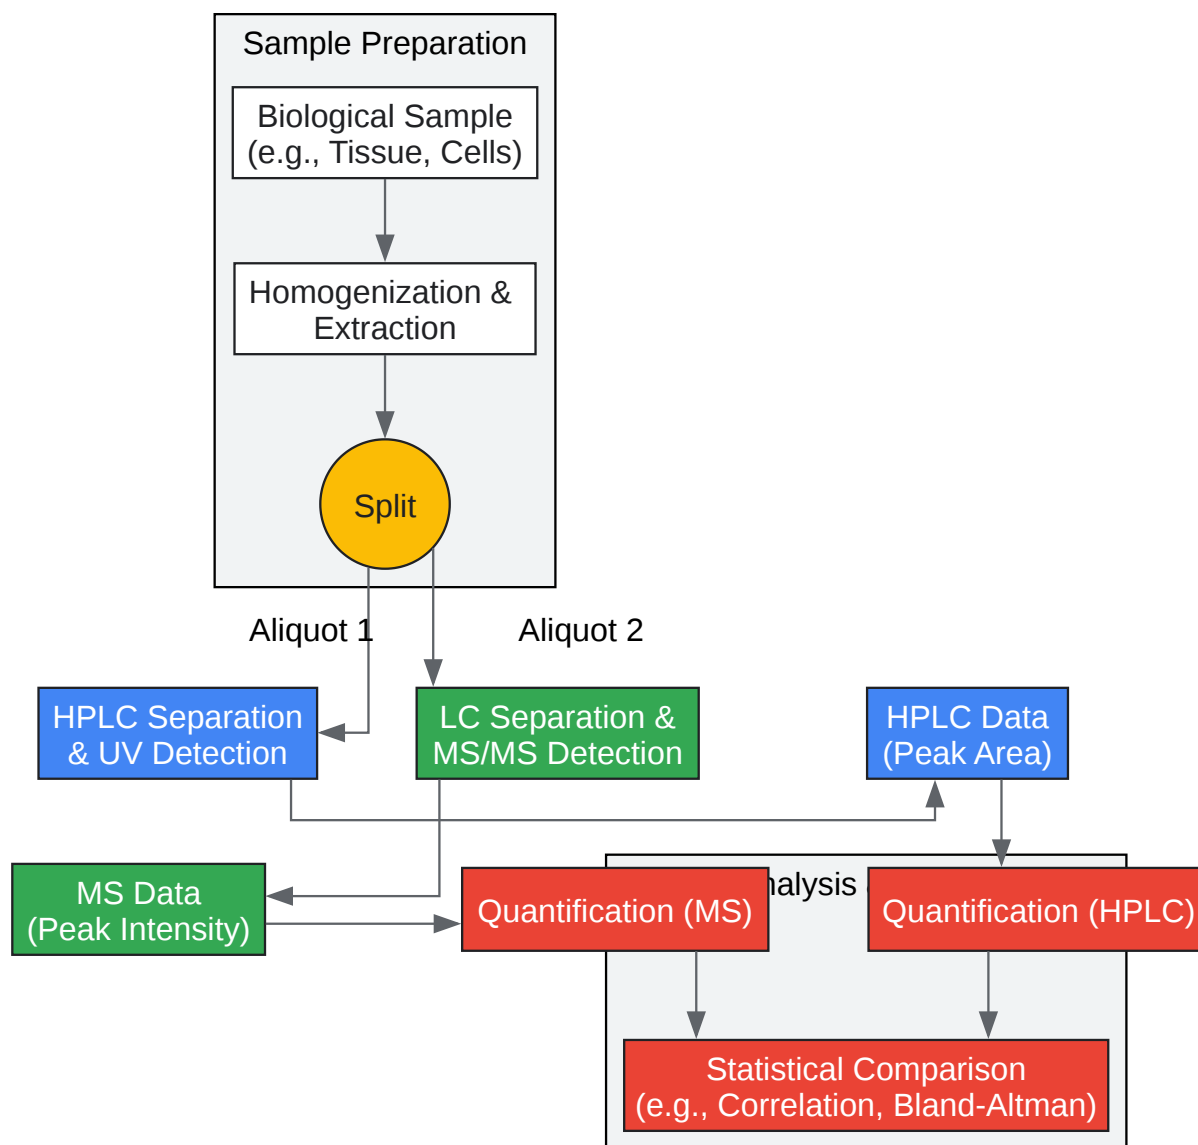 Sample Preparation
Biological Sample
(e.g., Tissue, Cells)
Homogenization &
Extraction
Split
Aliquot 1
Aliquot 2
HPLC Separation
& UV Detection
LC Separation &
MS/MS Detection
HPLC Data
(Peak Area)
MS Data
(Peak Intensity)
Quantification (MS)
Quantification (HPLC)
Statistical Comparison
(e.g., Correlation, Bland-Altman)